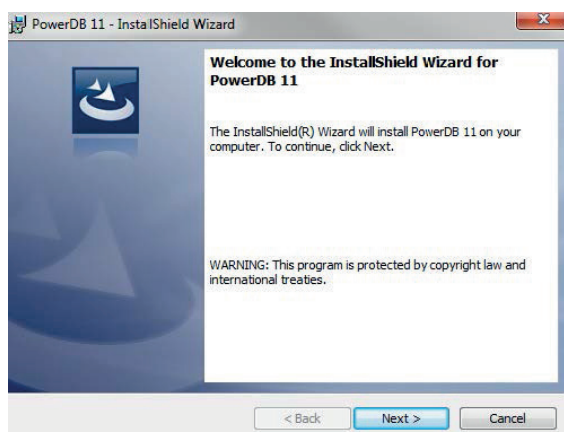 PowerDB 11 - InstallShield Wizard
Welcome to the InstallShield Wizard for
PowerDB 11
The InstallShield(R) Wizard will install PowerDB 11 on your
computer. To continue, click Next.
WARNING: This program is protected by copyright law and
international treaties.
< Back
Next >
Cancel